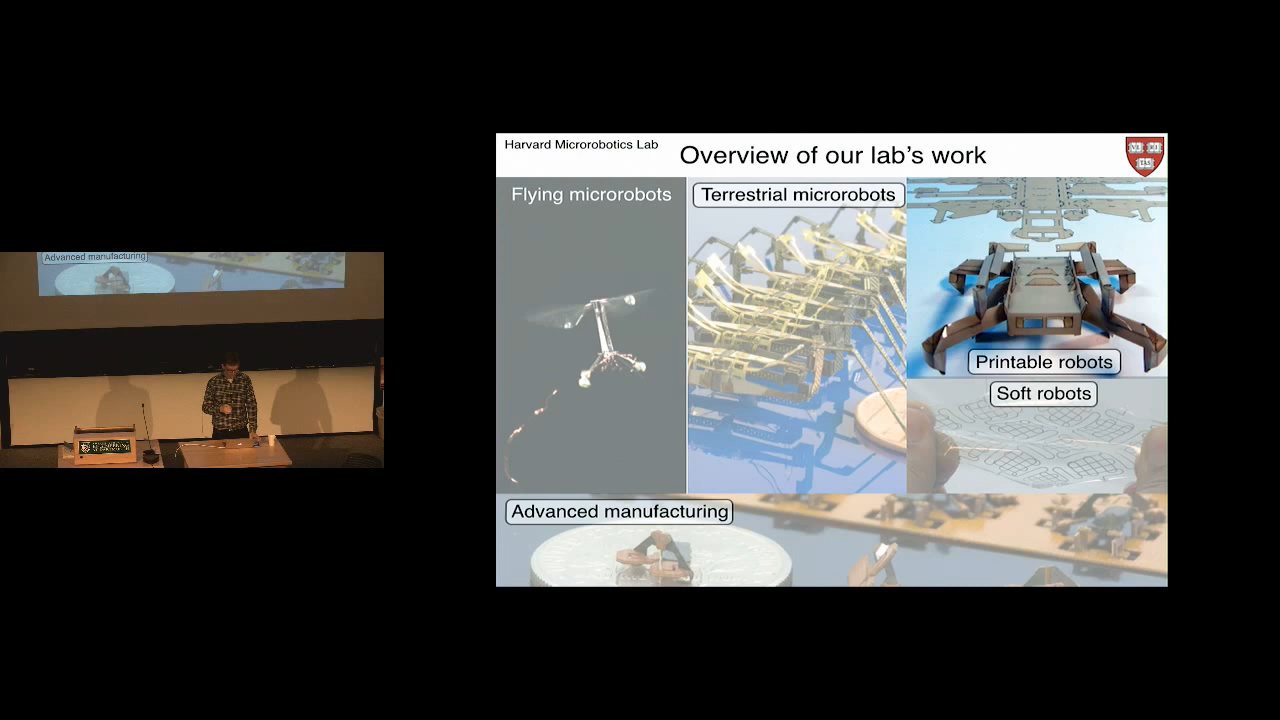 Harvard Microrobotics Lab
Overview of our lab's work
Flying microrobots
Terrestrial microrobots
Printable robots
Soft robots
Advanced manufacturing
Advanced manufacturing